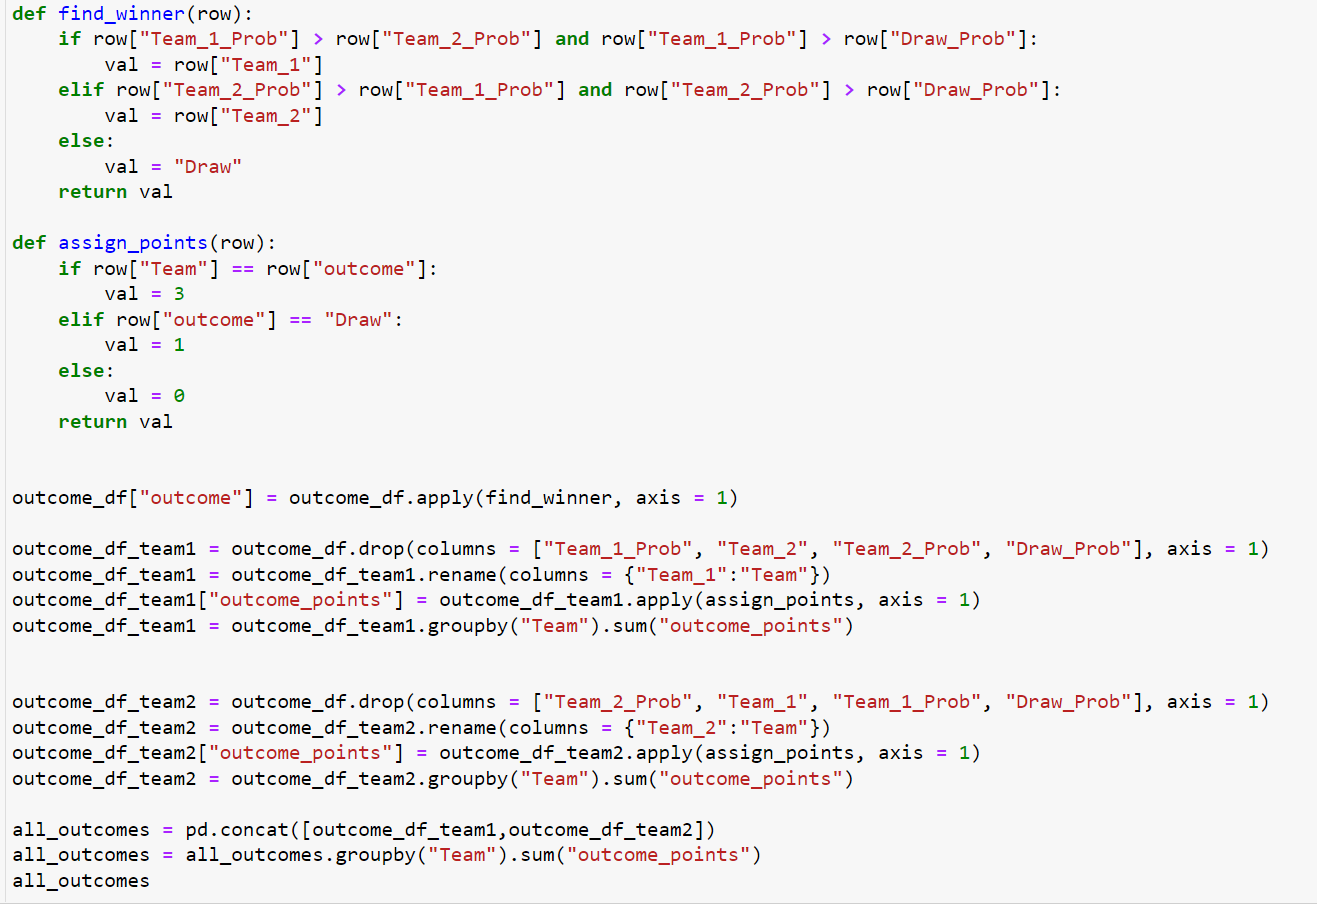 def find_winner(row):
    if row["Team_1_Prob"] > row["Team_2_Prob"] and row["Team_1_Prob"] > row["Draw_Prob"]:
        val = row["Team_1"]
    elif row["Team_2_Prob"] > row["Team_1_Prob"] and row["Team_2_Prob"] > row["Draw_Prob"]:
        val = row["Team_2"]
    else:
        val = "Draw"
    return val

def assign_points(row):
    if row["Team"] == row["outcome"]:
        val = 3
    elif row["outcome"] == "Draw":
        val = 1
    else:
        val = 0
    return val


outcome_df["outcome"] = outcome_df.apply(find_winner, axis = 1)

outcome_df_team1 = outcome_df.drop(columns = ["Team_1_Prob", "Team_2", "Team_2_Prob", "Draw_Prob"], axis = 1)
outcome_df_team1 = outcome_df_team1.rename(columns = {"Team_1":"Team"})
outcome_df_team1["outcome_points"] = outcome_df_team1.apply(assign_points, axis = 1)
outcome_df_team1 = outcome_df_team1.groupby("Team").sum("outcome_points")


outcome_df_team2 = outcome_df.drop(columns = ["Team_2_Prob", "Team_1", "Team_1_Prob", "Draw_Prob"], axis = 1)
outcome_df_team2 = outcome_df_team2.rename(columns = {"Team_2":"Team"})
outcome_df_team2["outcome_points"] = outcome_df_team2.apply(assign_points, axis = 1)
outcome_df_team2 = outcome_df_team2.groupby("Team").sum("outcome_points")

all_outcomes = pd.concat([outcome_df_team1,outcome_df_team2])
all_outcomes = all_outcomes.groupby("Team").sum("outcome_points")
all_outcomes